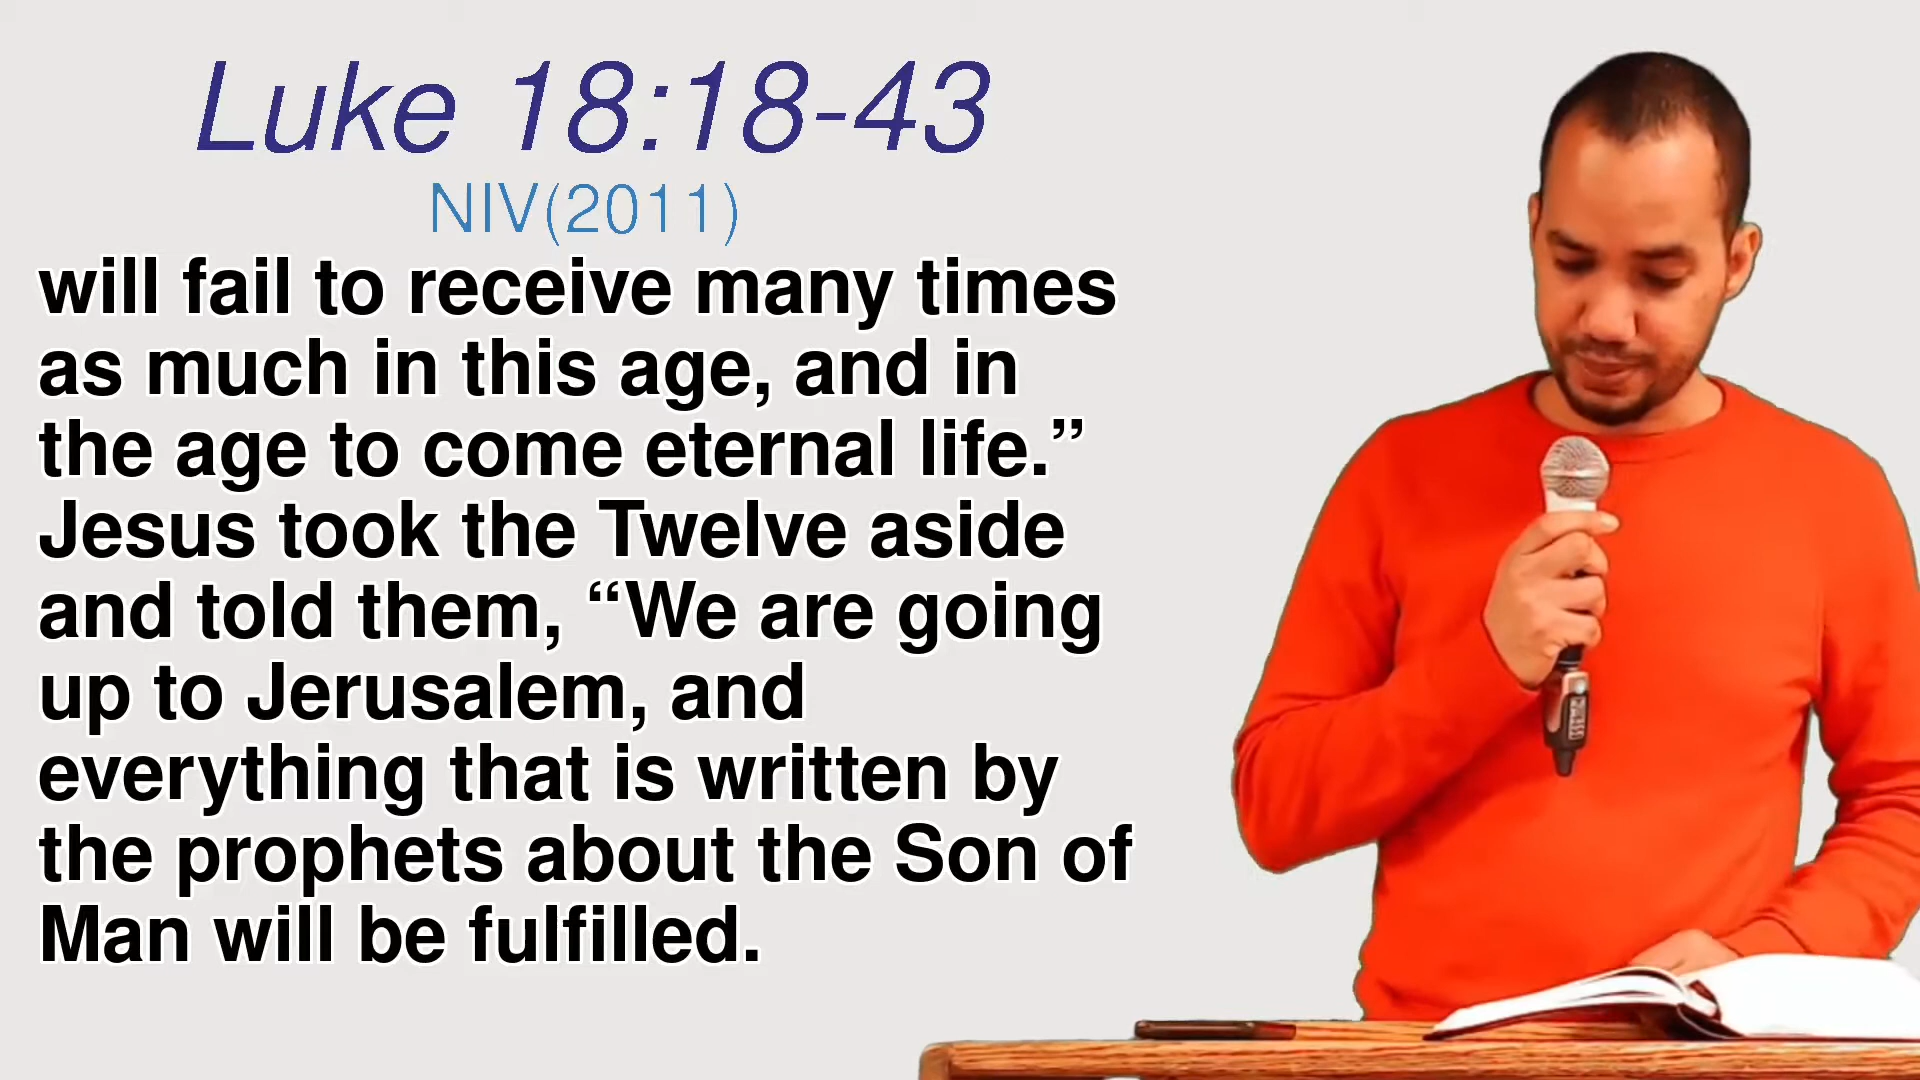 Luke 18:18-43
NIV(2011)
will fail to receive many times
as much in this age, and in
the age to come eternal life.”
Jesus took the Twelve aside
and told them, “We are going
up to Jerusalem, and
everything that is written by
the prophets about the Son of
Man will be fulfilled.